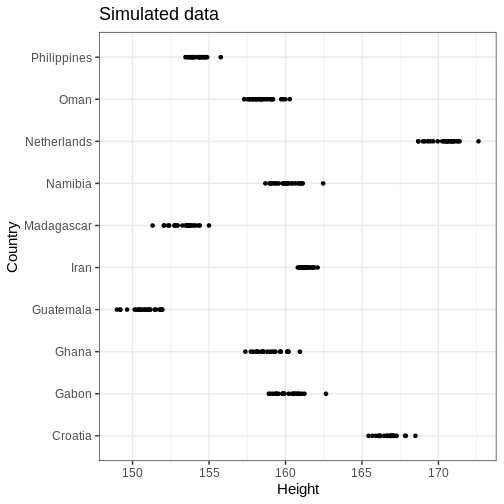 Simulated data
Philippines
Oman
Netherlands
Namibia
Madagascar
Iran
Guatemala
Ghana
Gabon
Croatia
Country
150 155 160 165 170
Height